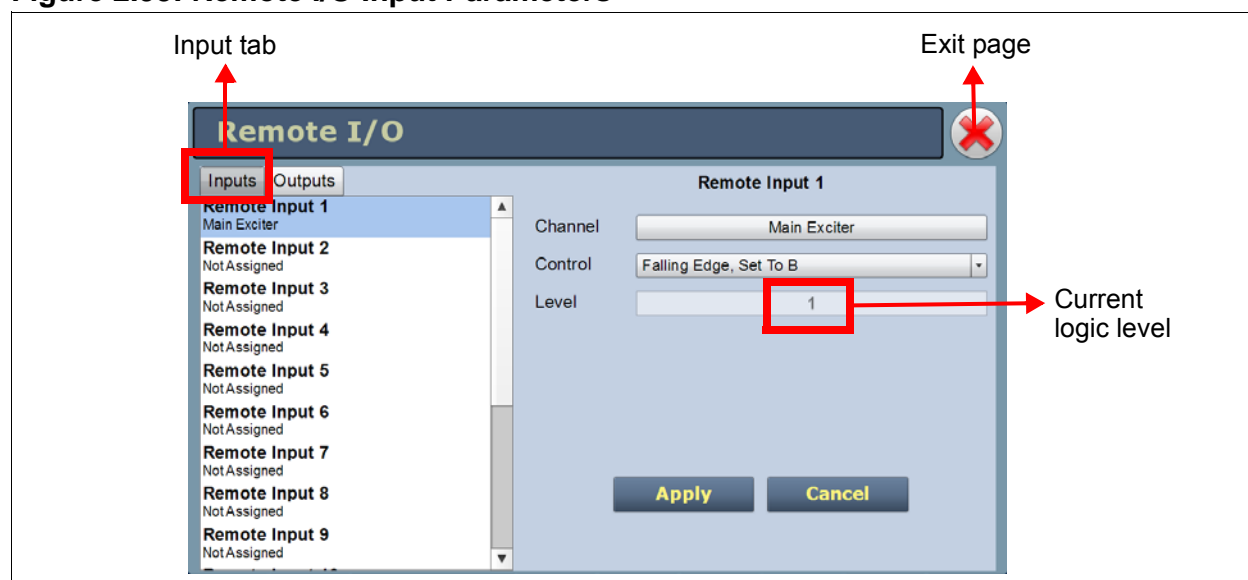 Input tab
Exit page
Remote I/O
Inputs
Outputs
Remote Input 1
Main Exciter
Remote Input 2
Not Assigned
Remote Input 3
Not Assigned
Remote Input 4
Not Assigned
Remote Input 5
Not Assigned
Remote Input 6
Not Assigned
Remote Input 7
Not Assigned
Remote Input 8
Not Assigned
Remote Input 9
Not Assigned
Remote Input 1
Channel
Main Exciter
Control
Falling Edge, Set To B
Level
1
Current
logic level
Apply
Cancel